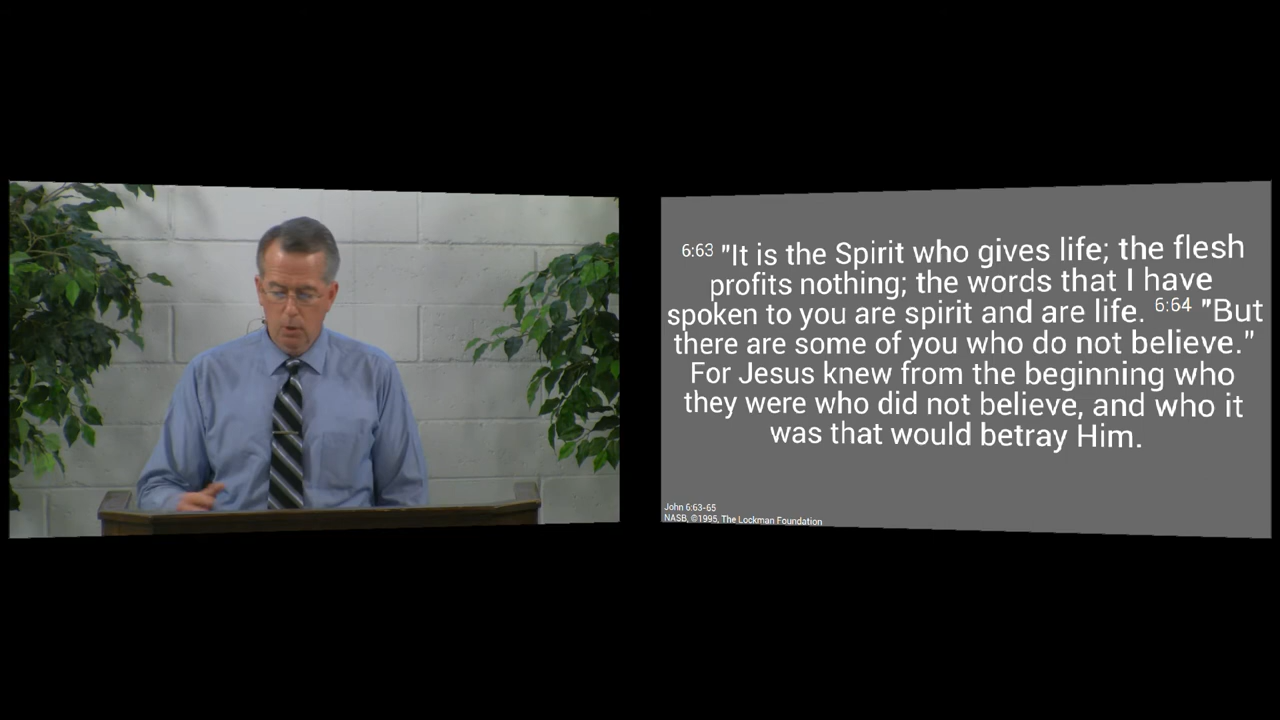 6:63 "It is the Spirit who gives life; the flesh
profits nothing; the words that I have
spoken to you are spirit and are life. 6:64 "But
there are some of you who do not believe."
For Jesus knew from the beginning who
they were who did not believe, and who it
was that would betray Him.
John 6:63-65
NASB, ©1995, The Lockman Foundation